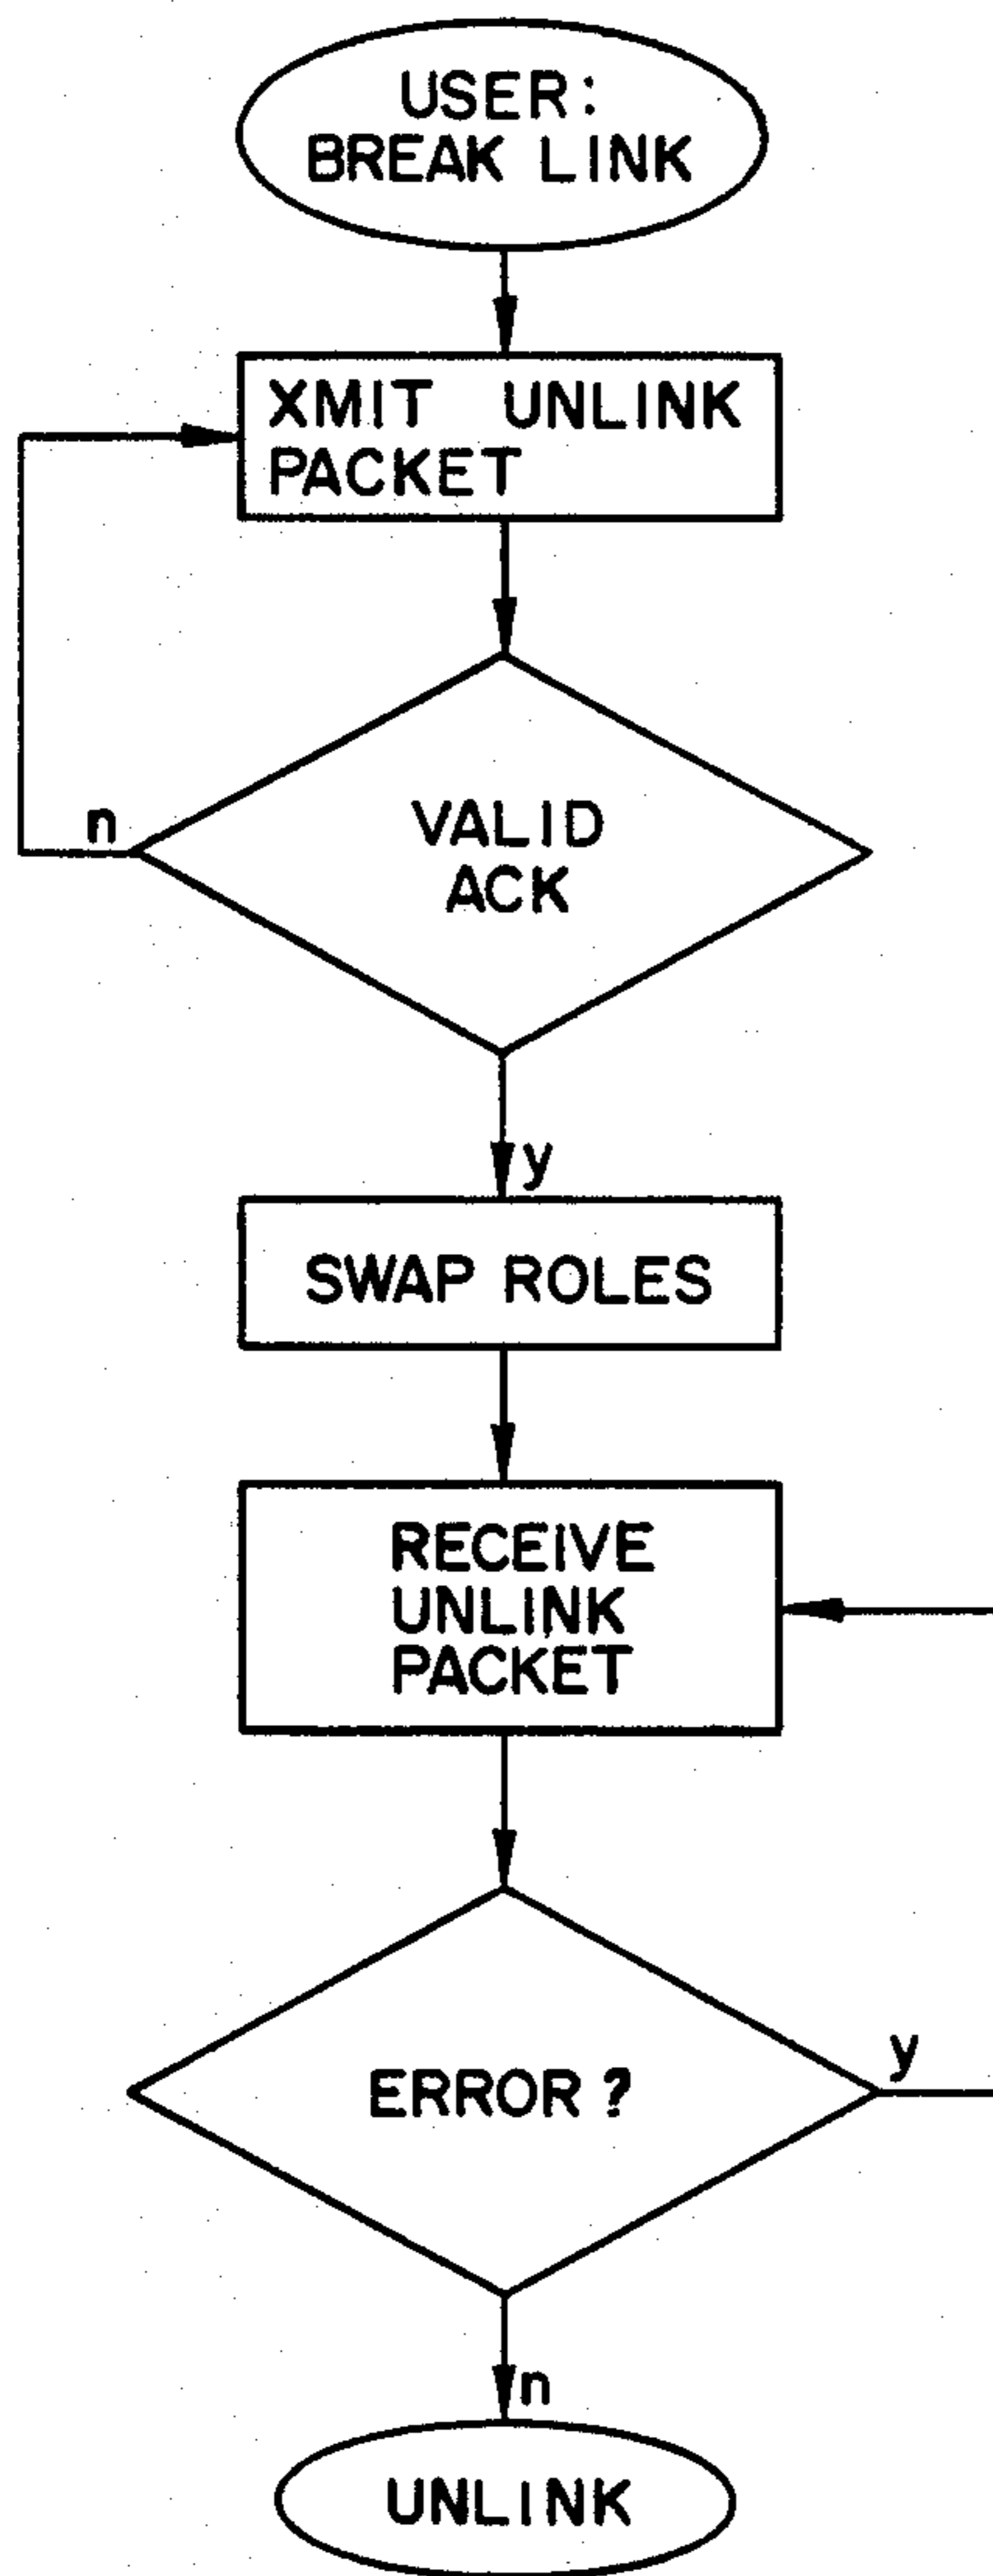 USER:
BREAK LINK
XMIT UNLINK
PACKET
n
VALID
ACK
y
SWAP ROLES
RECEIVE
UNLINK
PACKET
y
ERROR ?
n
UNLINK